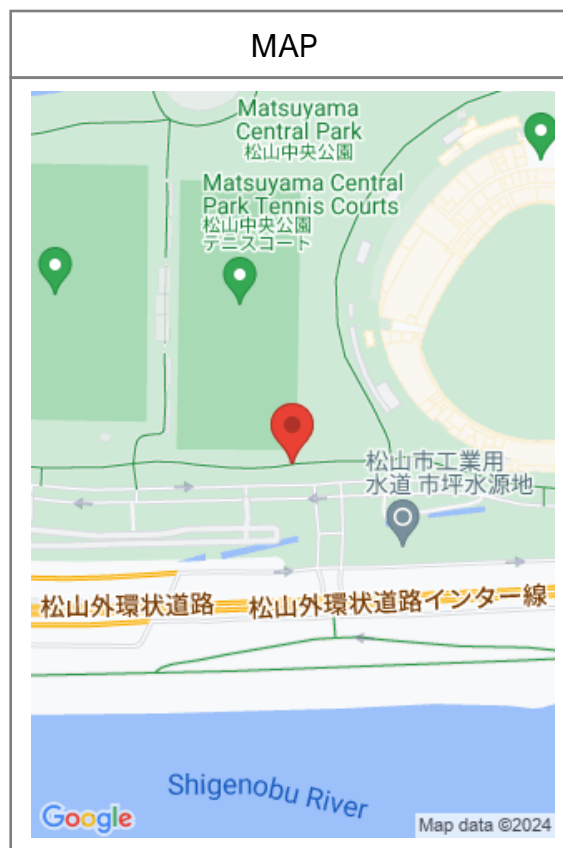 MAP
Matsuyama
Central Park
松山中央公園
Matsuyama Central
Park Tennis Courts
松山中央公園
テニスコート
松山市工業用
水道 市坪水源地
松山外環状道路
松山外環状道路インター線
Shigenobu River
Google
Map data ©2024